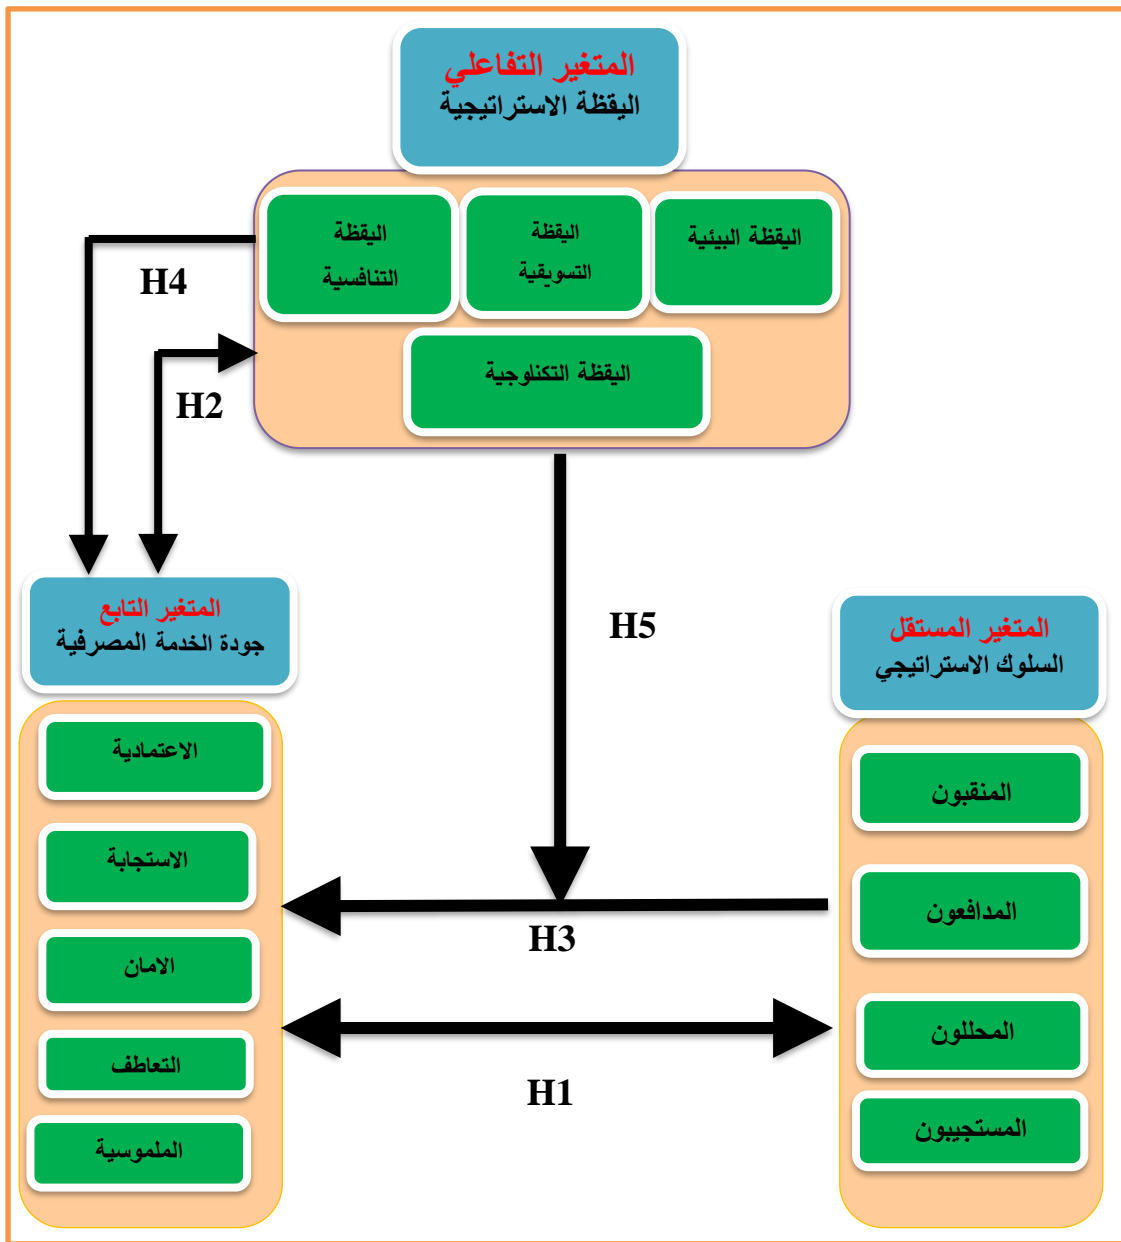 المتغير التفاعلي
اليقظة الاستراتيجية
اليقظة البيئية
اليقظة
التسويقية
اليقظة
التنافسية
اليقظة التكنلوجية
H4
H2
H5
المتغير المستقل
السلوك الاستراتيجي
المنقبون
المدافعون
المحللون
المستجيبون
المتغير التابع
جودة الخدمة المصرفية
الاعتمادية
الاستجابة
الامان
التعاطف
الملموسية
H3
H1